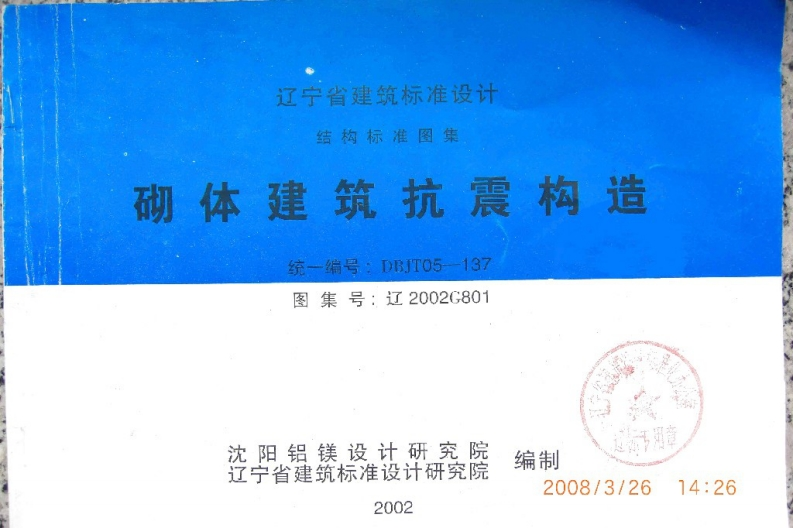 辽宁省建筑标准设计
结构标准图集
砌体建筑抗震构造
统一编号：DBJT05—137
图集号：辽2002G801
沈阳铝镁设计研究院
辽宁省建筑标准设计研究院
编制
2002
2008/3/26 14:26